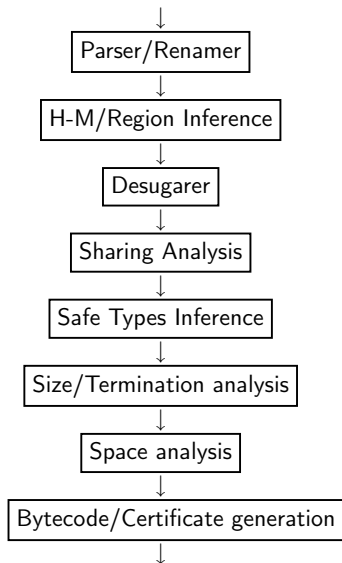 Parser/Renamer
H-M/Region Inference
Desugarer
Sharing Analysis
Safe Types Inference
Size/Termination analysis
Space analysis
Bytecode/Certificate generation